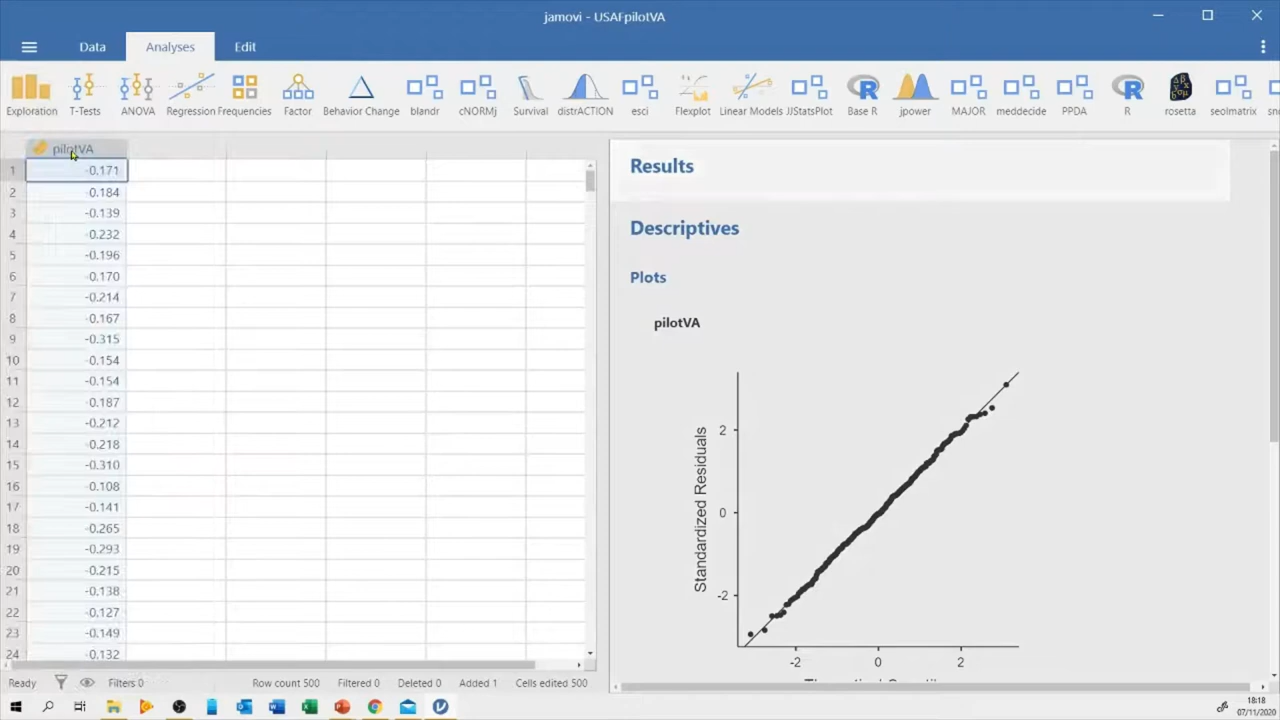 jamovi - USAFpilotVA
Data Analyses Edit
Exploration T-Tests ANOVA Regression Frequencies Factor Behavior Change blandr cNORMj Survival distrACTION esci Flexplot Linear Models JJStatsPlot Base R jpower MAJOR meddecide PPDA R rosetta seolmatrix
pilotVA
1 -0.171
2 -0.184
3 -0.139
4 -0.232
5 -0.196
6 -0.170
7 -0.214
8 -0.167
9 -0.315
10 -0.154
11 -0.154
12 -0.187
13 -0.212
14 -0.218
15 -0.310
16 -0.108
17 -0.141
18 -0.265
19 -0.293
20 -0.215
21 -0.138
22 -0.127
23 -0.149
24 -0.132
Results
Descriptives
Plots
pilotVA
Standardized Residuals
2
0
-2
-2 0 2
Ready Filters 0 Row count 500 Filtered 0 Deleted 0 Added 1 Cells edited 500
18:18
07/11/2020